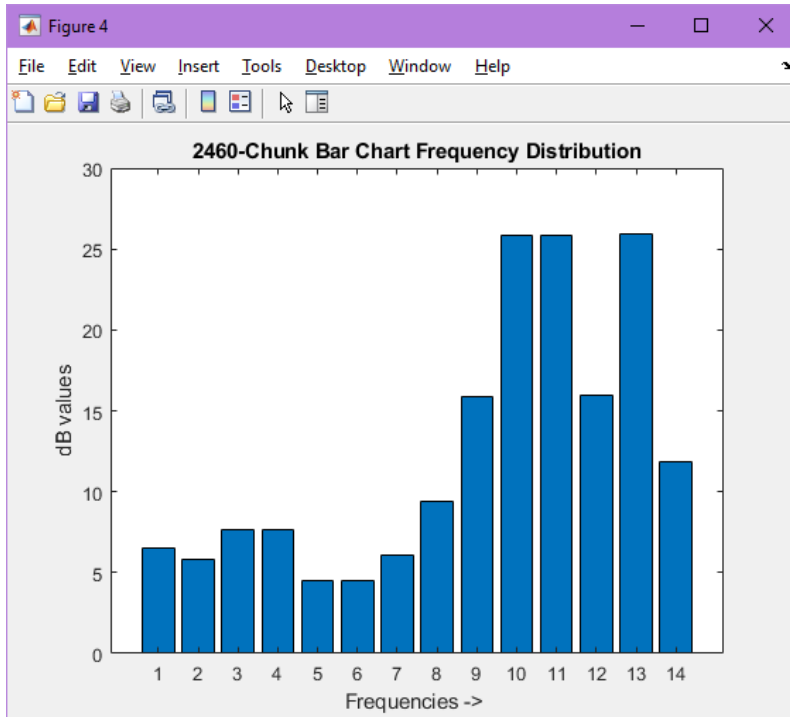 Figure 4
File Edit View Insert Tools Desktop Window Help
2460-Chunk Bar Chart Frequency Distribution
30
25
20
15
10
5
0
dB values
1 2 3 4 5 6 7 8 9 10 11 12 13 14
Frequencies ->